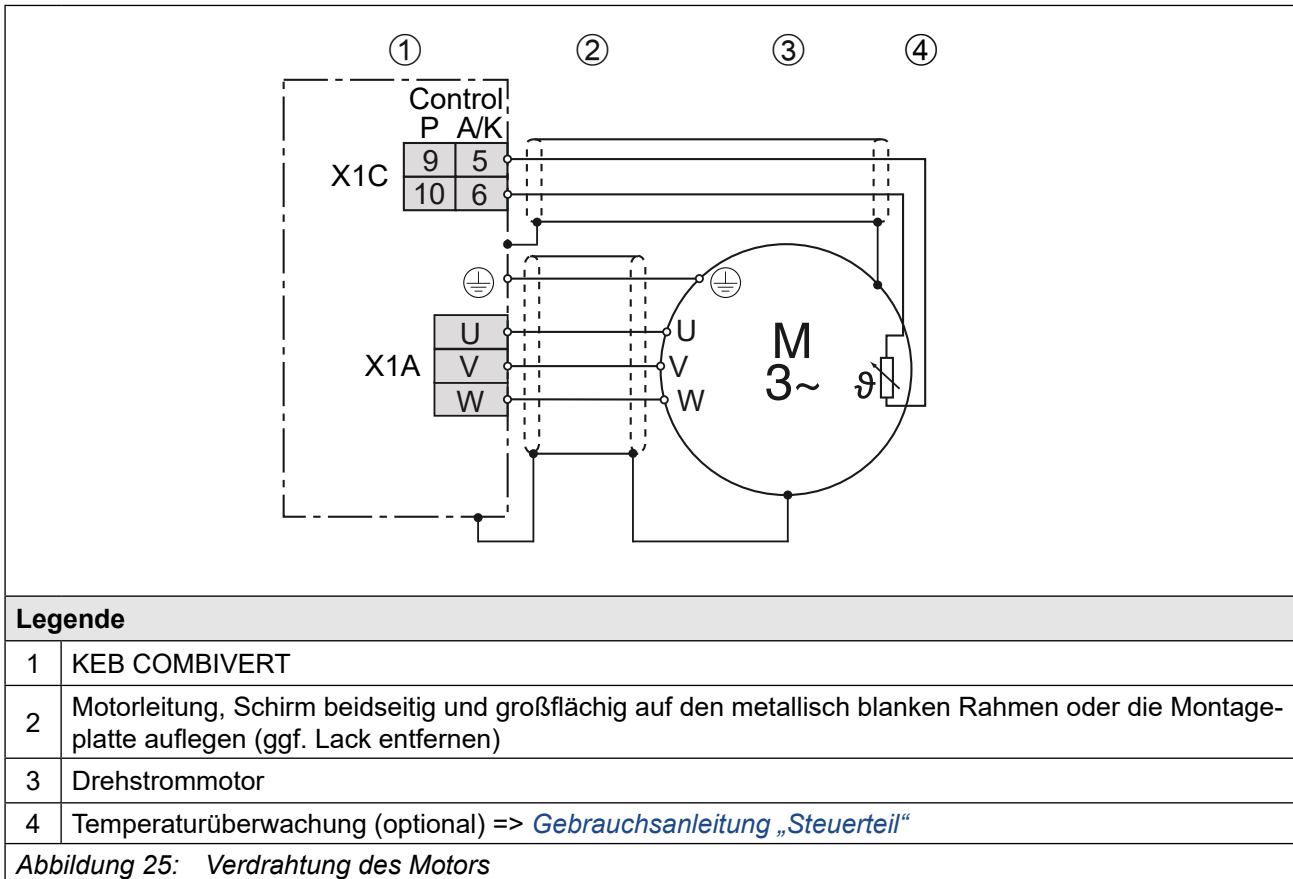 ① ② ③ ④
Control
P A/K
X1C 9 5
10 6
X1A U U
V V
W W
M
3~
ϑ
Legende
1 KEB COMBIVERT
2 Motorleitung, Schirm beidseitig und großflächig auf den metallisch blanken Rahmen oder die Montage-
platte auflegen (ggf. Lack entfernen)
3 Drehstrommotor
4 Temperaturüberwachung (optional) => Gebrauchsanleitung „Steuerteil“
Abbildung 25: Verdrahtung des Motors